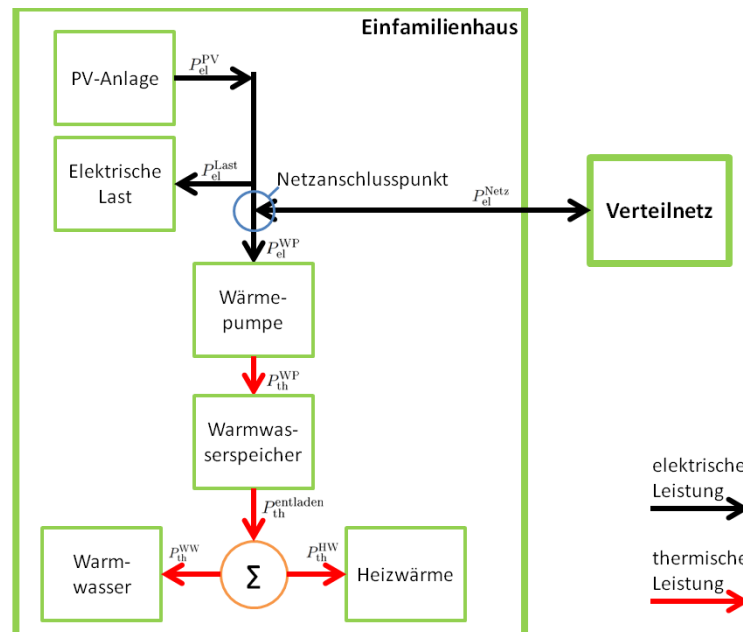 Einfamilienhaus
PV-Anlage
P_el^PV
Elektrische
Last
P_el^Last
Netzanschlusspunkt
P_el^Netz
Verteilnetz
P_el^WP
Wärme-
pumpe
P_th^WP
Warmwas-
serspeicher
P_th^entladen
Warm-
wasser
P_th^WW
Σ
P_th^HW
Heizwärme
elektrische
Leistung
thermische
Leistung